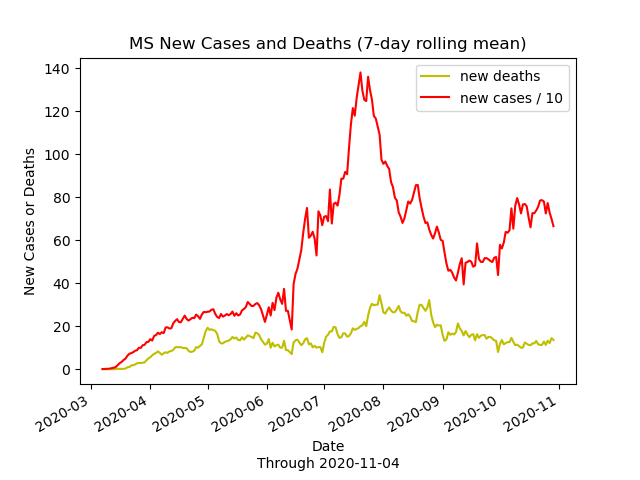 MS New Cases and Deaths (7-day rolling mean)
new deaths
new cases / 10
140
120
100
80
60
40
20
0
New Cases or Deaths
2020-03
2020-04
2020-05
2020-06
2020-07
2020-08
2020-09
2020-10
2020-11
Date
Through 2020-11-04